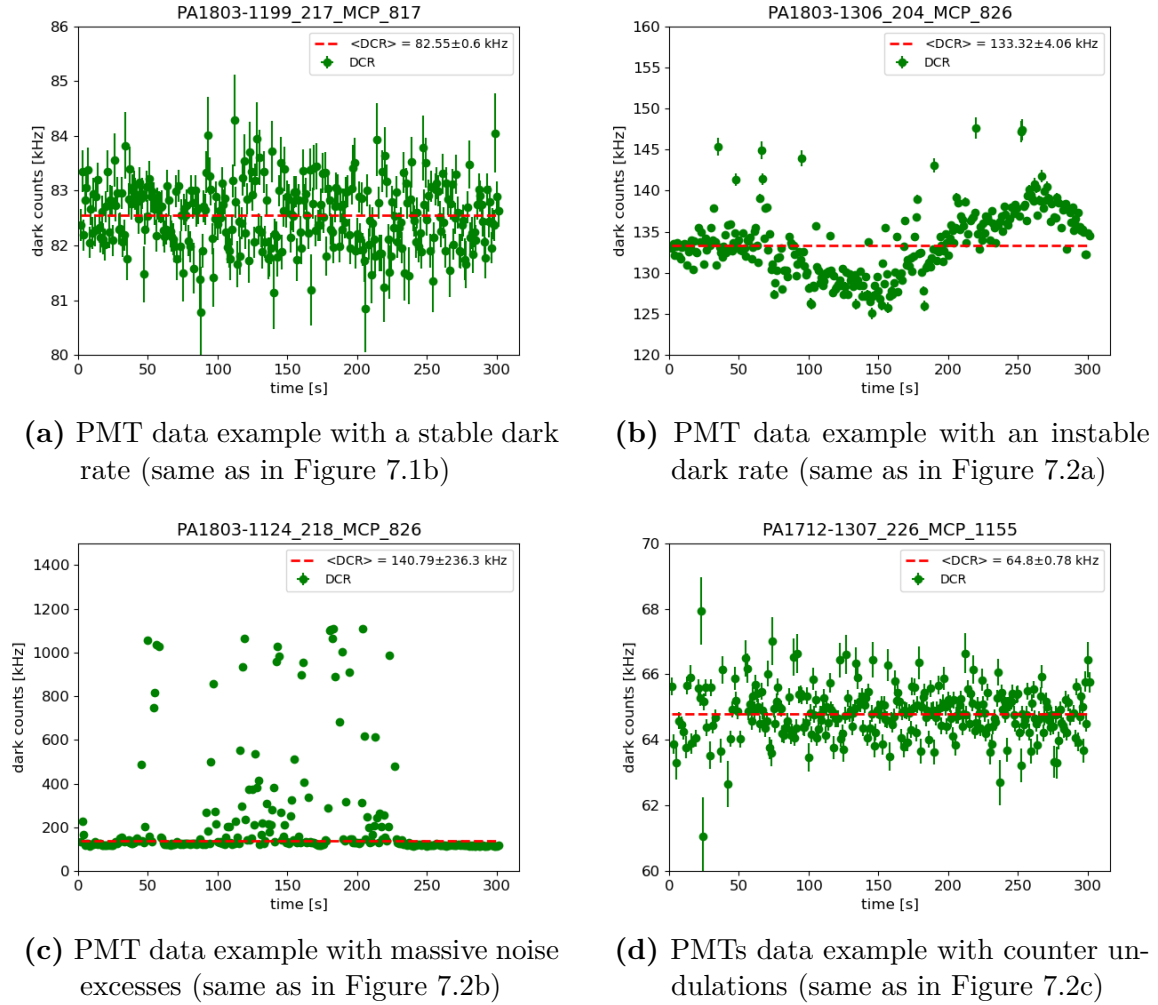 PA1803-1199_217_MCP_817
86
85
84
83
82
81
80
dark counts [kHz]
<DCR> = 82.55±0.6 kHz
DCR
0
50
100
150
200
250
300
time [s]
(a) PMT data example with a stable dark
rate (same as in Figure 7.1b)
PA1803-1306_204_MCP_826
160
155
150
145
140
135
130
125
120
dark counts [kHz]
<DCR> = 133.32±4.06 kHz
DCR
0
50
100
150
200
250
300
time [s]
(b) PMT data example with an instable
dark rate (same as in Figure 7.2a)
PA1803-1124_218_MCP_826
1400
1200
1000
800
600
400
200
0
dark counts [kHz]
<DCR> = 140.79±236.3 kHz
DCR
0
50
100
150
200
250
300
time [s]
(c) PMT data example with massive noise
excesses (same as in Figure 7.2b)
PA1712-1307_226_MCP_1155
70
68
66
64
62
60
dark counts [kHz]
<DCR> = 64.8±0.78 kHz
DCR
0
50
100
150
200
250
300
time [s]
(d) PMTs data example with counter un-
dulations (same as in Figure 7.2c)